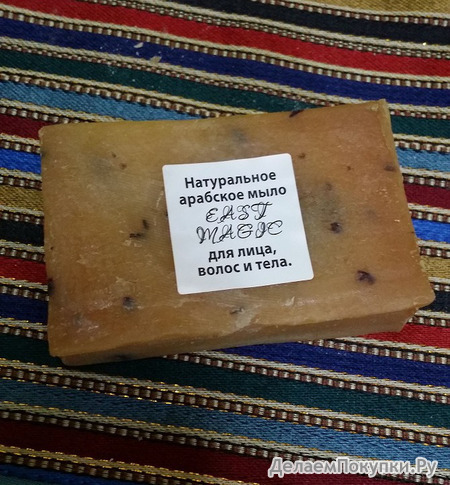 Натуральное
арабское мыло
EAST
MAGIC
для лица,
волос и тела.
ДелаемПокупки.Ру